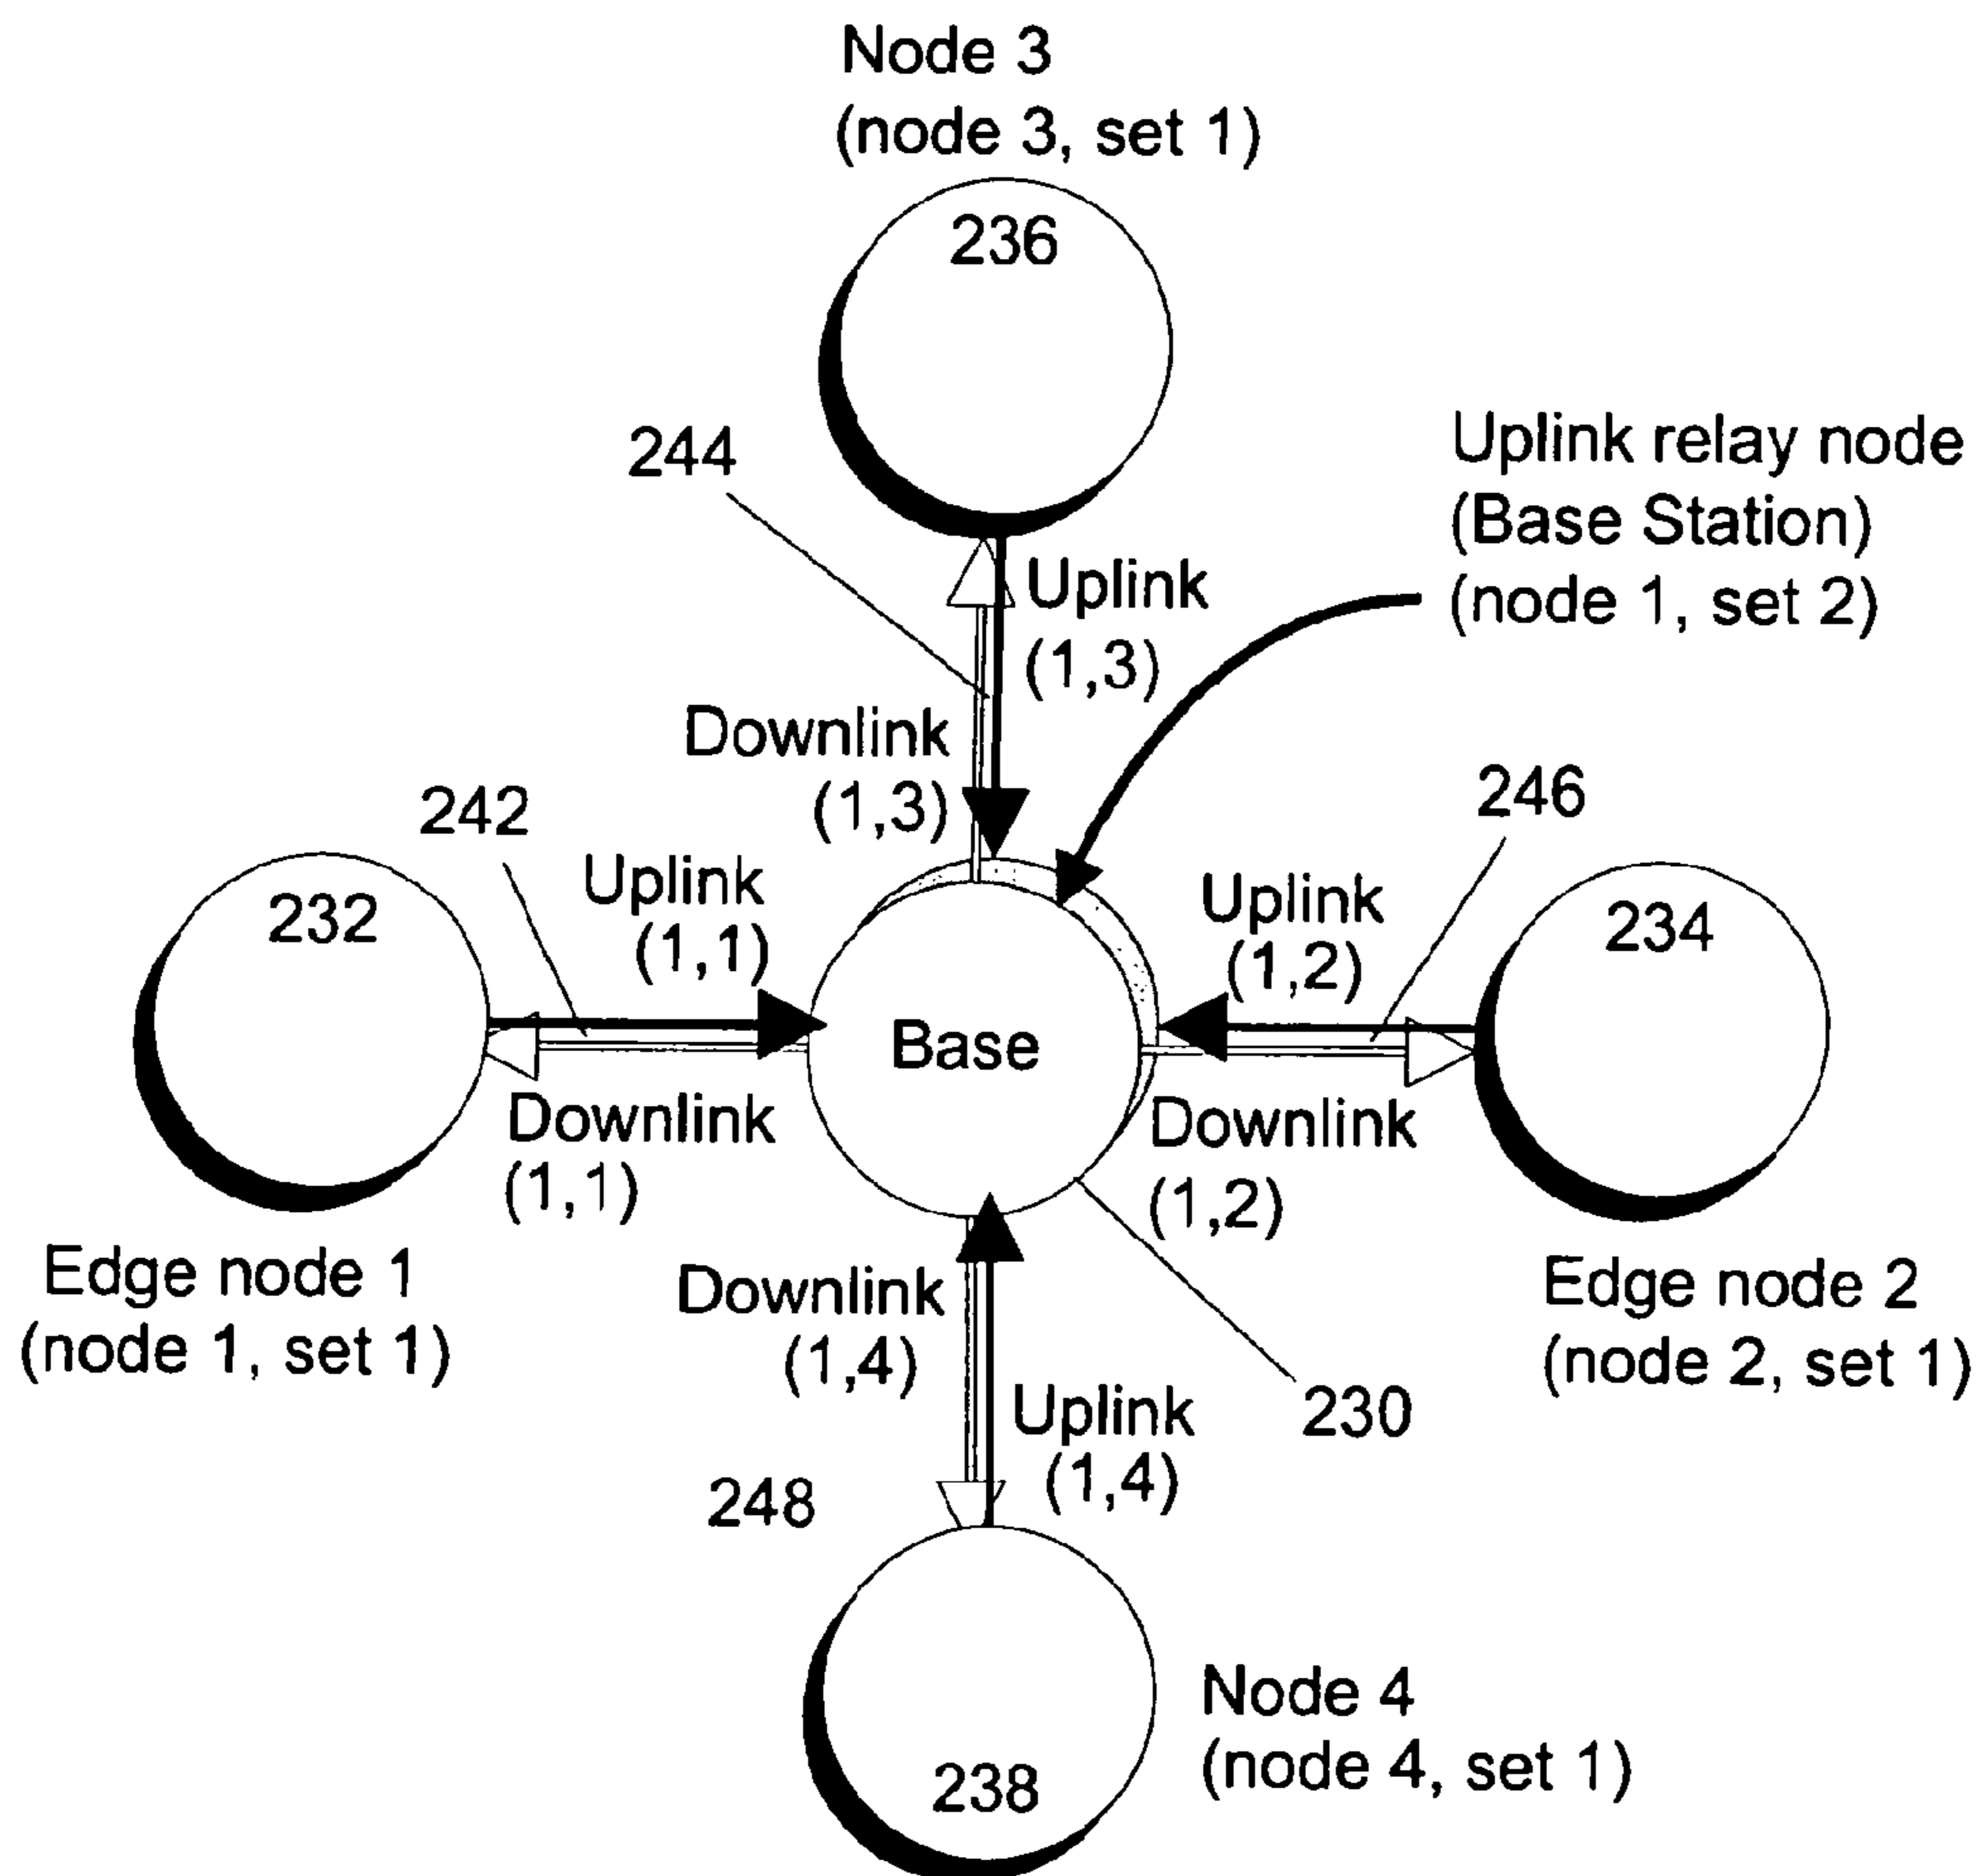 Node 3
(node 3, set 1)
236
244
Uplink relay node
(Base Station)
(node 1, set 2)
Uplink
(1,3)
Downlink
(1,3)
242
246
Uplink
(1,1)
232
Uplink
(1,2)
234
Base
Downlink
(1,1)
Downlink
(1,2)
Edge node 1
(node 1, set 1)
Edge node 2
(node 2, set 1)
Downlink
(1,4)
Uplink
(1,4)
230
248
Node 4
(node 4, set 1)
238